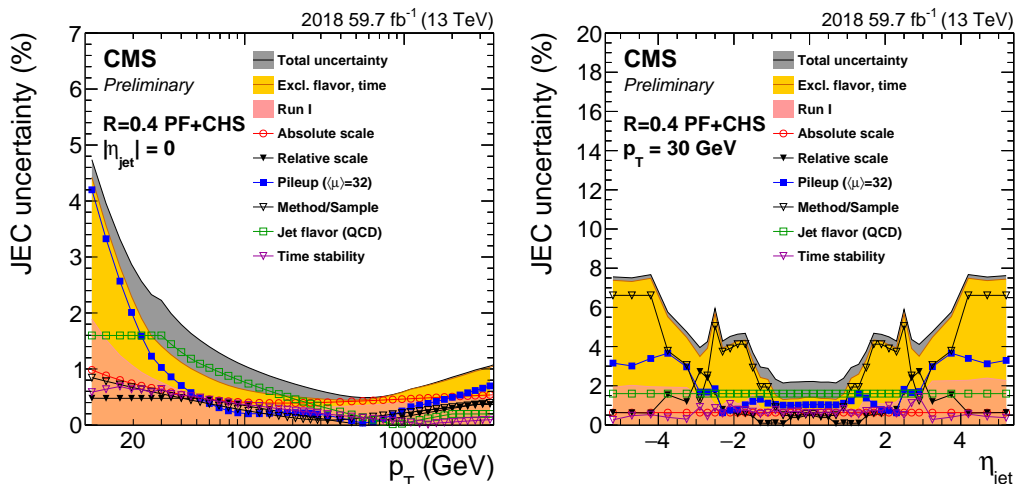 2018 59.7 fb⁻¹ (13 TeV)
JEC uncertainty (%)
7
6
5
4
3
2
1
0
CMS
Preliminary
R=0.4 PF+CHS
|η_jet| = 0
Total uncertainty
Excl. flavor, time
Run I
Absolute scale
Relative scale
Pileup (⟨μ⟩=32)
Method/Sample
Jet flavor (QCD)
Time stability
20 100 200 1000 2000
p_T (GeV)
2018 59.7 fb⁻¹ (13 TeV)
JEC uncertainty (%)
20
18
16
14
12
10
8
6
4
2
0
CMS
Preliminary
R=0.4 PF+CHS
p_T = 30 GeV
Total uncertainty
Excl. flavor, time
Run I
Absolute scale
Relative scale
Pileup (⟨μ⟩=32)
Method/Sample
Jet flavor (QCD)
Time stability
−4 −2 0 2 4
η_jet